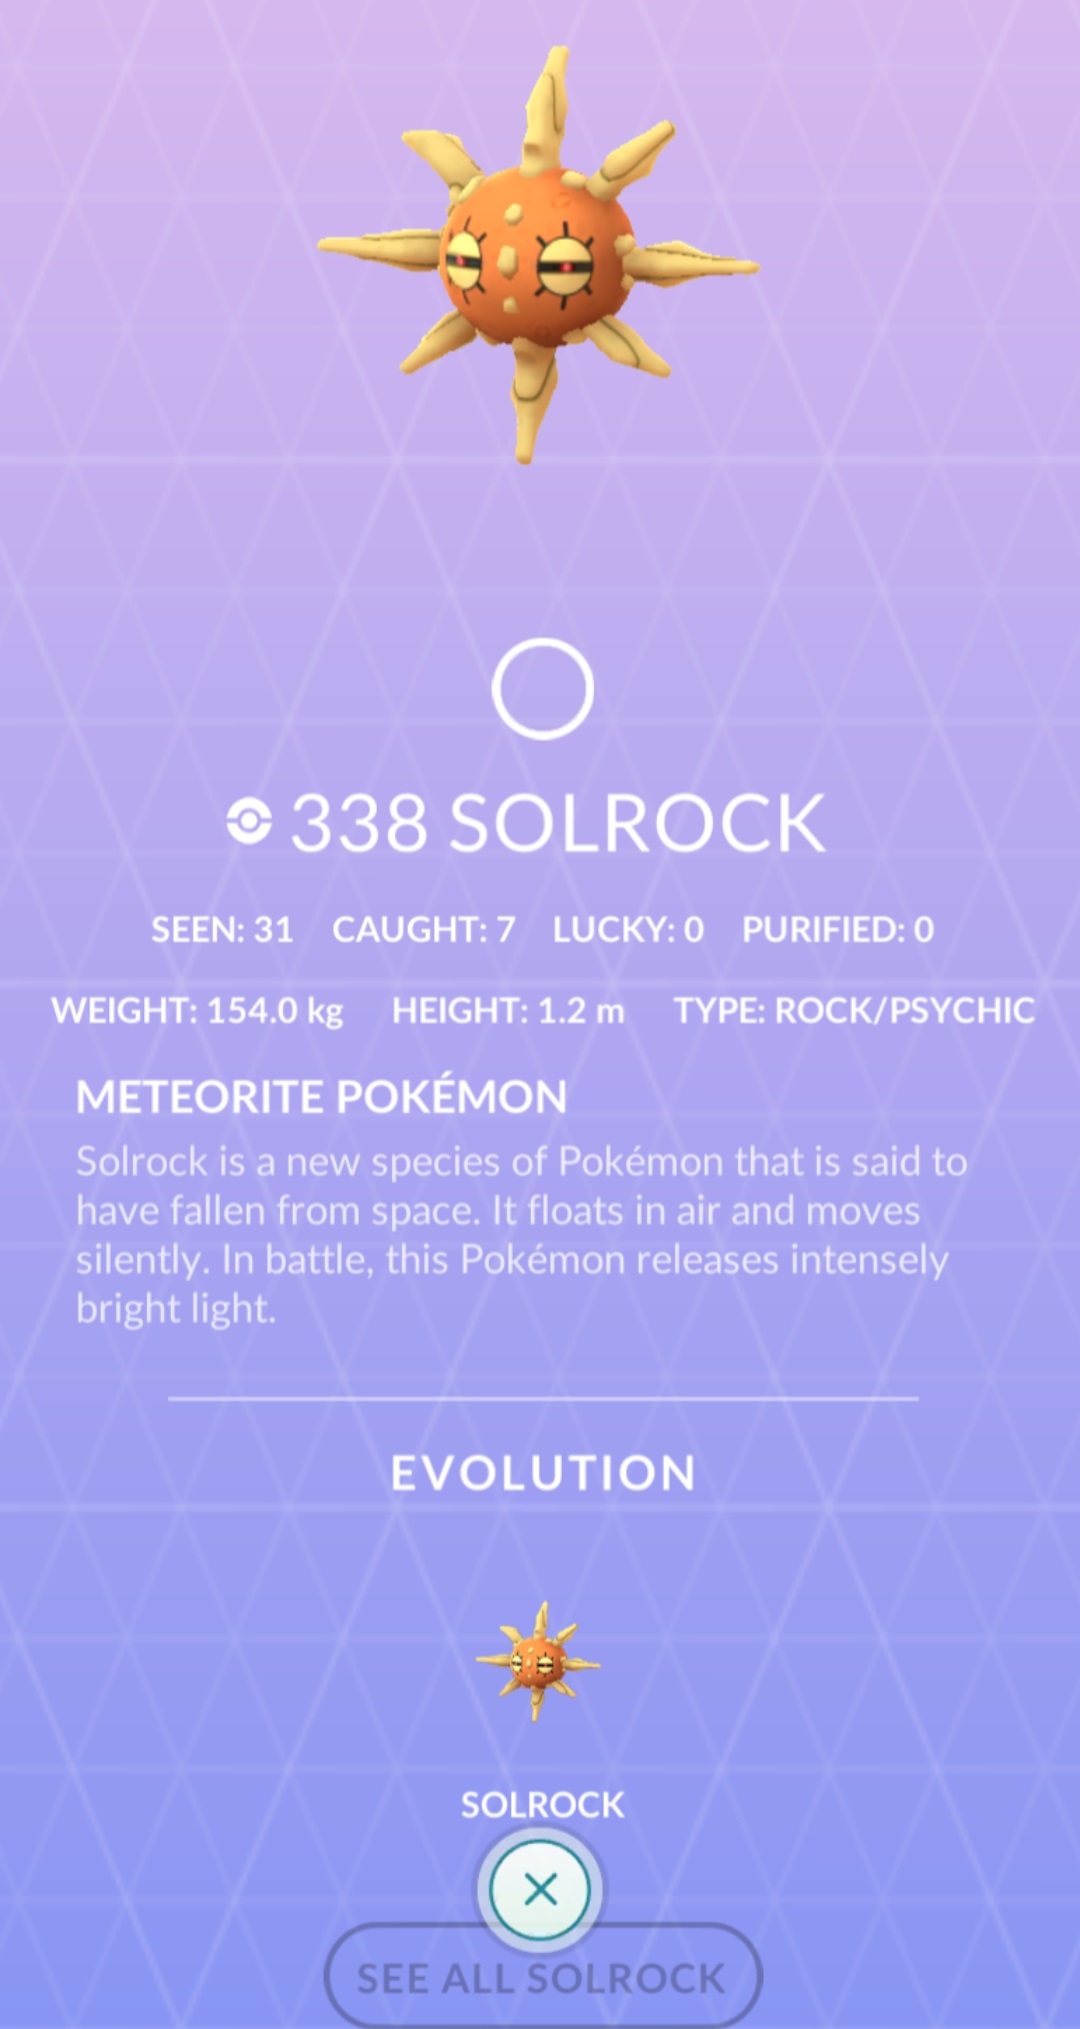 338 SOLROCK
SEEN: 31 CAUGHT: 7 LUCKY: 0 PURIFIED: 0
WEIGHT: 154.0 kg HEIGHT: 1.2 m TYPE: ROCK/PSYCHIC
METEORITE POKÉMON
Solrock is a new species of Pokémon that is said to
have fallen from space. It floats in air and moves
silently. In battle, this Pokémon releases intensely
bright light.
EVOLUTION
SOLROCK
SEE ALL SOLROCK